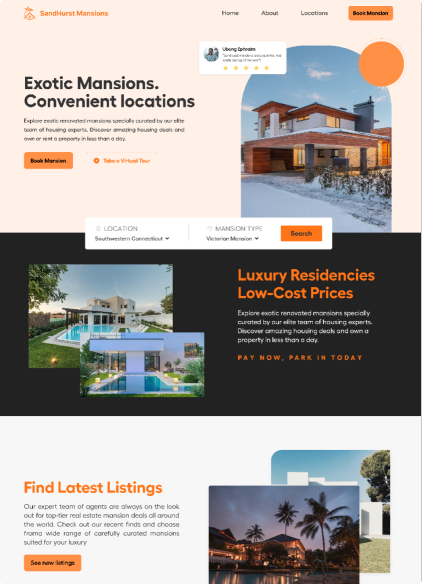 SandHurst Mansions
Home
About
Locations
Book Mansion
Ubong Ephraim
Exotic Mansions.
Convenient locations
Explore exotic renovated mansions specially curated by our elite
team of housing experts. Discover amazing housing deals and
own or rent a property in less than a day.
Book Mansion
Take a Virtual Tour
LOCATION
Southwestern Connecticut
MANSION TYPE
Victorian Mansion
Search
Luxury Residencies
Low-Cost Prices
Explore exotic renovated mansions specially
curated by our elite team of housing experts.
Discover amazing housing deals and own a
property in less than a day.
PAY NOW, PARK IN TODAY
Find Latest Listings
Our expert team of agents are always on the look
out for top-tier real estate mansion deals all around
the world. Check out our recent finds and choose
froma wide range of carefully curated mansions
suited for your luxury
See new listings